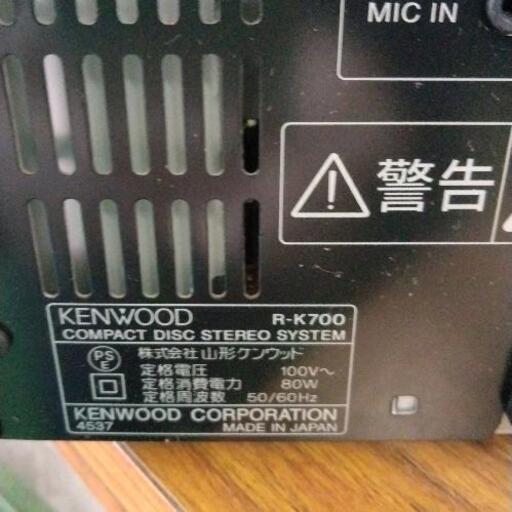 MIC IN
警告
KENWOOD R-K700
COMPACT DISC STEREO SYSTEM
PS
E
株式会社 山形ケンウッド
定格電圧 100V～
定格消費電力 80W
定格周波数 50/60Hz
KENWOOD CORPORATION
4537 MADE IN JAPAN